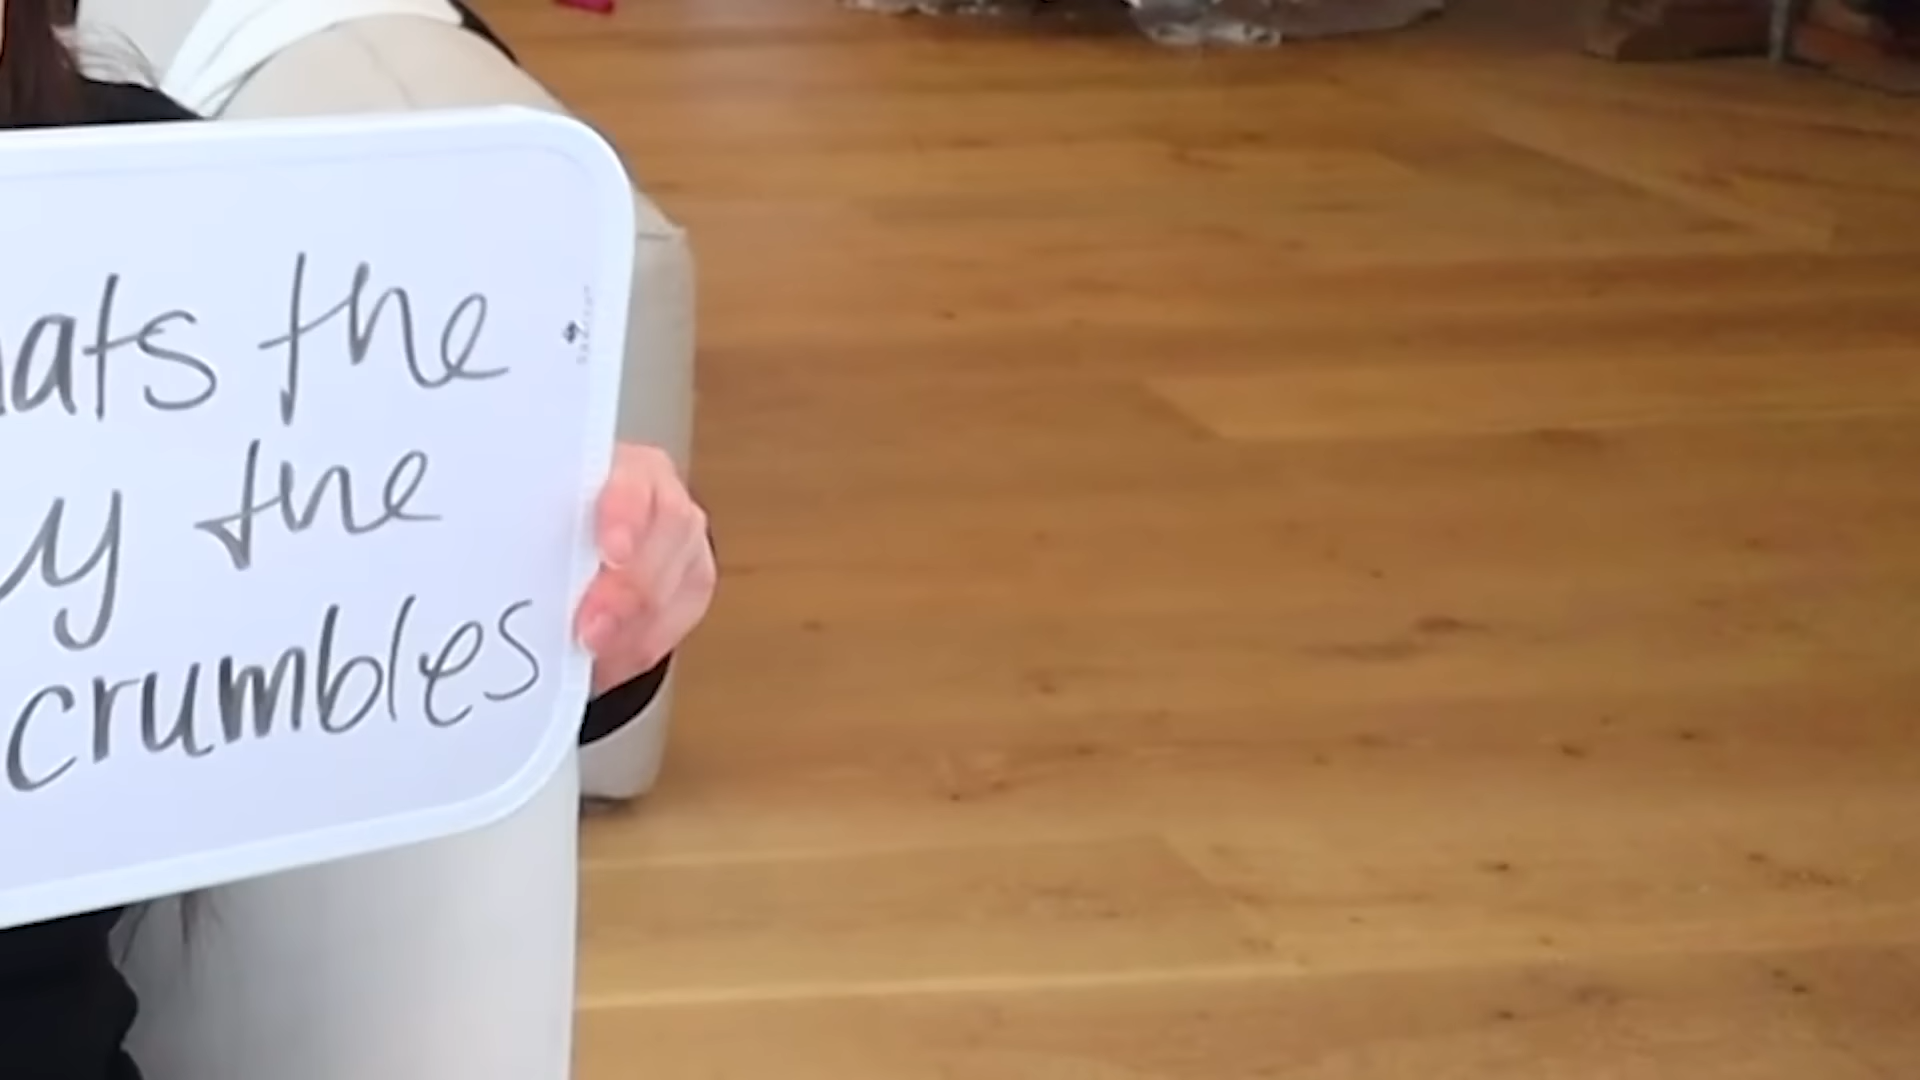 ats the
y the
crumbles